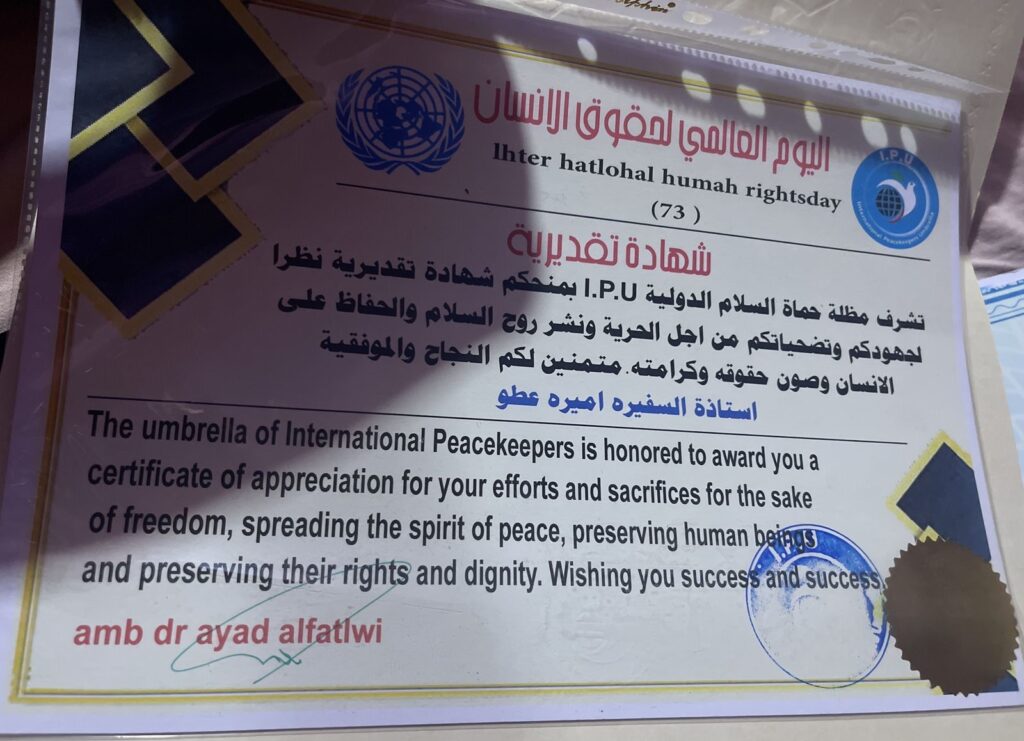 اليوم العالمي لحقوق الانسان
lhter hatlohal humah rightsday
(73 )
I.P.U
International Peacekeepers umbrella
شهادة تقديرية
تشرف مظلة حماة السلام الدولية I.P.U بمنحكم شهادة تقديرية نظرا
لجهودكم وتضحياتكم من اجل الحرية ونشر روح السلام والحفاظ على
الانسان وصون حقوقه وكرامته. متمنين لكم النجاح والموفقية
استاذة السفيره اميره عطو
The umbrella of International Peacekeepers is honored to award you a
certificate of appreciation for your efforts and sacrifices for the sake
of freedom, spreading the spirit of peace, preserving human beings
and preserving their rights and dignity. Wishing you success and success
amb dr ayad alfatlwi
I.P.U